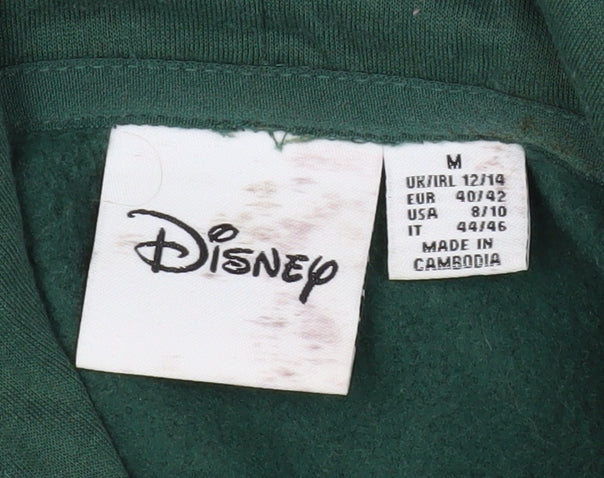 Disney
M
UK/IRL 12/14
EUR 40/42
USA 8/10
IT 44/46
MADE IN
CAMBODIA